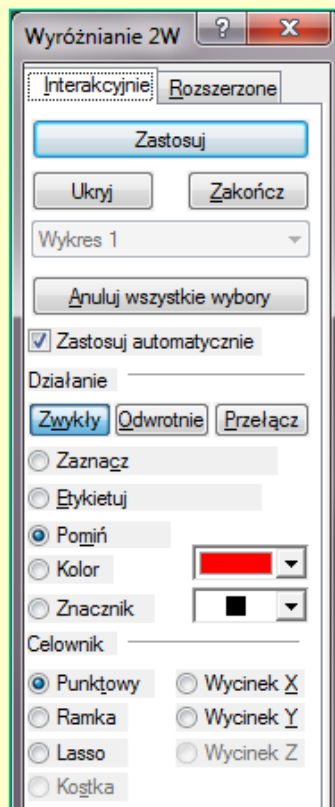 Wyróżnianie 2W ? X
Interakcyjnie Rozszerzone
Zastosuj
Ukryj Zakończ
Wykres 1
Anuluj wszystkie wybory
Zastosuj automatycznie
Działanie
Zwykły Odwrotnie Przełącz
Zaznacz
Etykietuj
Pomiń
Kolor
Znacznik
Celownik
Punktowy Wycinek X
Ramka Wycinek Y
Lasso Wycinek Z
Kostka